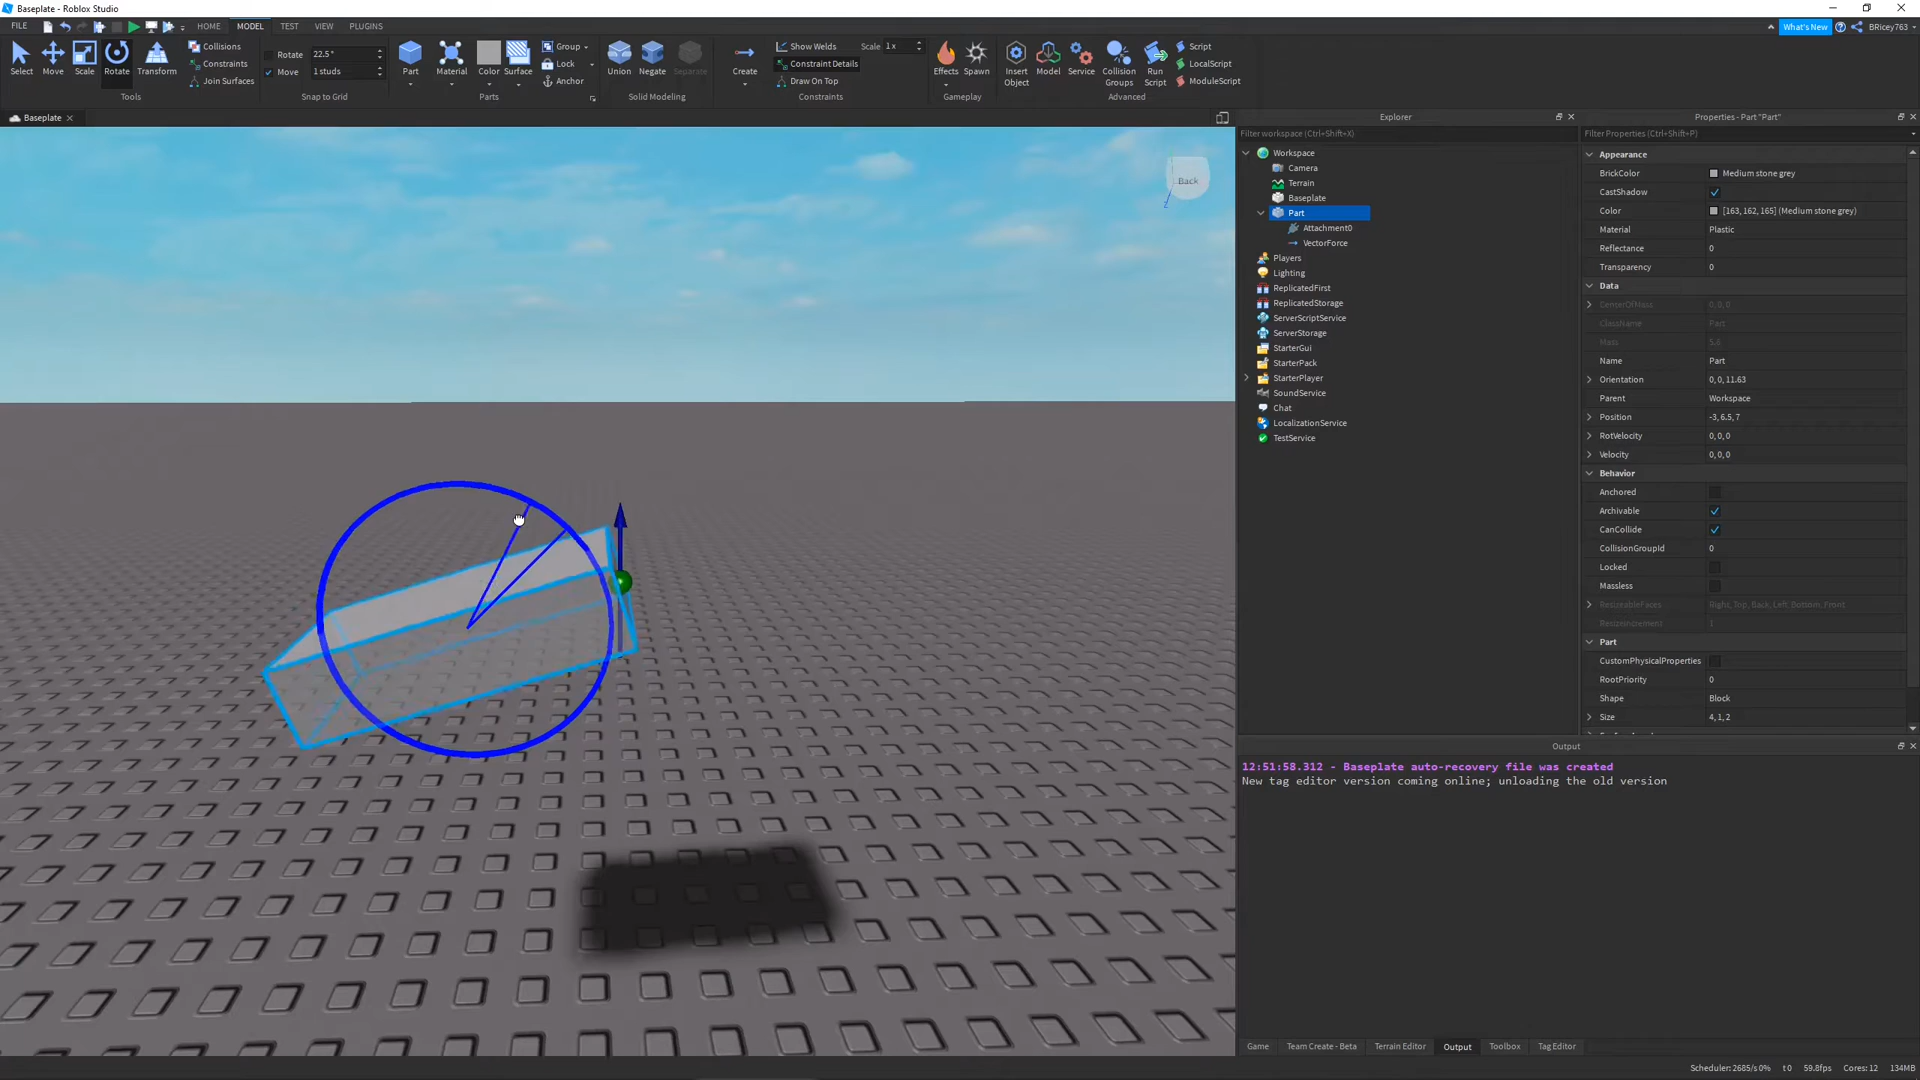 Baseplate - Roblox Studio
FILE HOME MODEL TEST VIEW PLUGINS What's New BRicey763
Select Move Scale Rotate Transform
Collisions
Constraints
Join Surfaces
Tools
Rotate 22.5°
Move 1 studs
Snap to Grid
Part Material Color Surface
Group
Lock
Anchor
Parts
Union Negate Separate
Solid Modeling
Create
Show Welds Scale 1 x
Constraint Details
Draw On Top
Constraints
Effects Spawn
Gameplay
Insert Object Model Service Collision Groups Run Script
Script
LocalScript
ModuleScript
Advanced
Baseplate
Back
Z
Explorer
Filter workspace (Ctrl+Shift+X)
Workspace
Camera
Terrain
Baseplate
Part
Attachment0
VectorForce
Players
Lighting
ReplicatedFirst
ReplicatedStorage
ServerScriptService
ServerStorage
StarterGui
StarterPack
StarterPlayer
SoundService
Chat
LocalizationService
TestService
Properties - Part "Part"
Filter Properties (Ctrl+Shift+P)
Appearance
BrickColor Medium stone grey
CastShadow
Color [163, 162, 165] (Medium stone grey)
Material Plastic
Reflectance 0
Transparency 0
Data
CenterOfMass 0, 0, 0
ClassName Part
Mass 5.6
Name Part
Orientation 0, 0, 11.63
Parent Workspace
Position -3, 6.5, 7
RotVelocity 0, 0, 0
Velocity 0, 0, 0
Behavior
Anchored
Archivable
CanCollide
CollisionGroupId 0
Locked
Massless
ResizeableFaces Right, Top, Back, Left, Bottom, Front
ResizeIncrement 1
Part
CustomPhysicalProperties
RootPriority 0
Shape Block
Size 4, 1, 2
Output
12:51:58.312 - Baseplate auto-recovery file was created
New tag editor version coming online; unloading the old version
Game Team Create - Beta Terrain Editor Output Toolbox Tag Editor
Scheduler: 2685/s 0% t 0 59.8fps Cores: 12 134MB